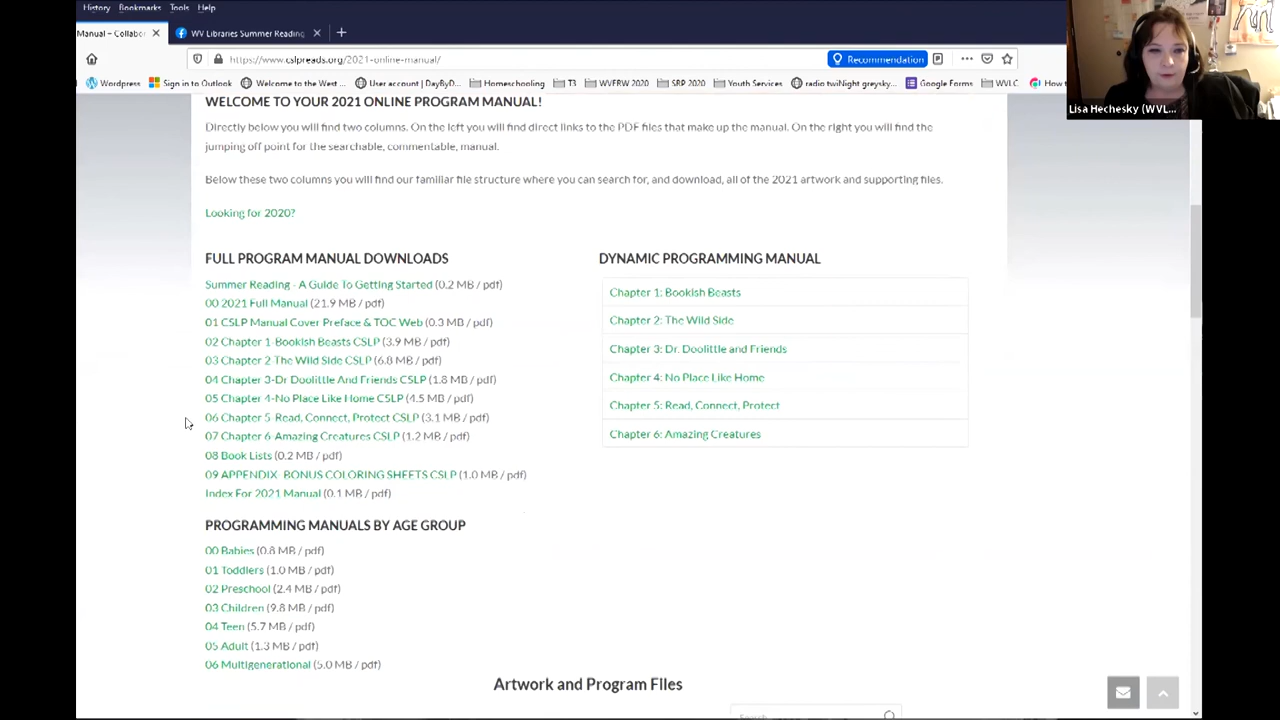 History Bookmarks Tools Help
Manual – Collabor
WV Libraries Summer Reading
https://www.cslpreads.org/2021-online-manual/
Recommendation
Wordpress
Sign in to Outlook
Welcome to the West ...
User account | DayByD...
Homeschooling
T3
WVFRW 2020
SRP 2020
Youth Services
radio twiNight greysky...
Google Forms
WVLC
How t
Lisa Hechesky (WVL...
WELCOME TO YOUR 2021 ONLINE PROGRAM MANUAL!
Directly below you will find two columns. On the left you will find direct links to the PDF files that make up the manual. On the right you will find the
jumping off point for the searchable, commentable, manual.
Below these two columns you will find our familiar file structure where you can search for, and download, all of the 2021 artwork and supporting files.
Looking for 2020?
FULL PROGRAM MANUAL DOWNLOADS
Summer Reading - A Guide To Getting Started (0.2 MB / pdf)
00 2021 Full Manual (21.9 MB / pdf)
01 CSLP Manual Cover Preface & TOC Web (0.3 MB / pdf)
02 Chapter 1-Bookish Beasts CSLP (3.9 MB / pdf)
03 Chapter 2-The Wild Side CSLP (6.8 MB / pdf)
04 Chapter 3-Dr Doolittle And Friends CSLP (1.8 MB / pdf)
05 Chapter 4-No Place Like Home CSLP (4.5 MB / pdf)
06 Chapter 5-Read, Connect, Protect CSLP (3.1 MB / pdf)
07 Chapter 6-Amazing Creatures CSLP (1.2 MB / pdf)
08 Book Lists (0.2 MB / pdf)
09 APPENDIX- BONUS COLORING SHEETS CSLP (1.0 MB / pdf)
Index For 2021 Manual (0.1 MB / pdf)
DYNAMIC PROGRAMMING MANUAL
Chapter 1: Bookish Beasts
Chapter 2: The Wild Side
Chapter 3: Dr. Doolittle and Friends
Chapter 4: No Place Like Home
Chapter 5: Read, Connect, Protect
Chapter 6: Amazing Creatures
PROGRAMMING MANUALS BY AGE GROUP
00 Babies (0.8 MB / pdf)
01 Toddlers (1.0 MB / pdf)
02 Preschool (2.4 MB / pdf)
03 Children (9.8 MB / pdf)
04 Teen (5.7 MB / pdf)
05 Adult (1.3 MB / pdf)
06 Multigenerational (5.0 MB / pdf)
Artwork and Program Files
Search